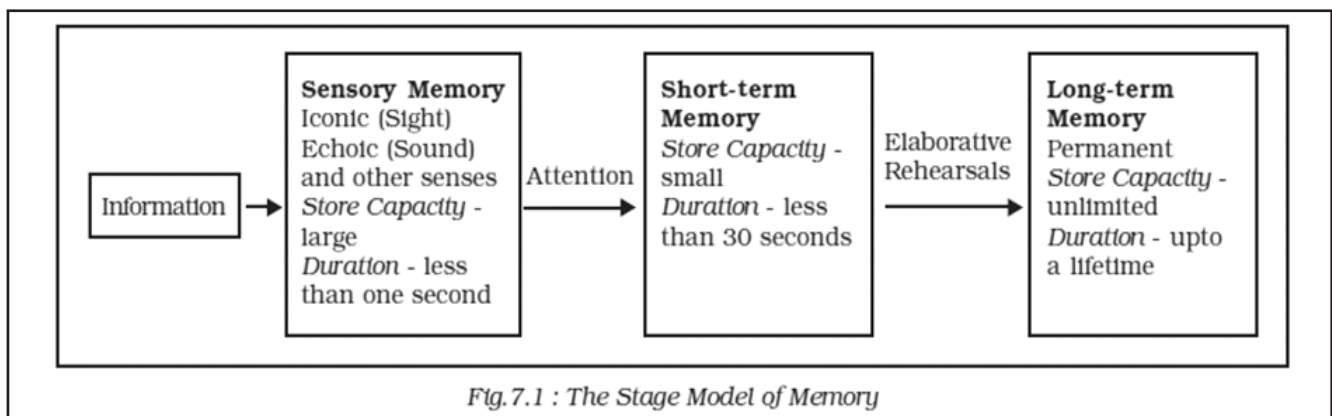 Information
Sensory Memory
Iconic (Sight)
Echoic (Sound)
and other senses
Store Capacity -
large
Duration - less
than one second
Attention
Short-term
Memory
Store Capacity -
small
Duration - less
than 30 seconds
Elaborative
Rehearsals
Long-term
Memory
Permanent
Store Capacity -
unlimited
Duration - upto
a lifetime
Fig.7.1 : The Stage Model of Memory